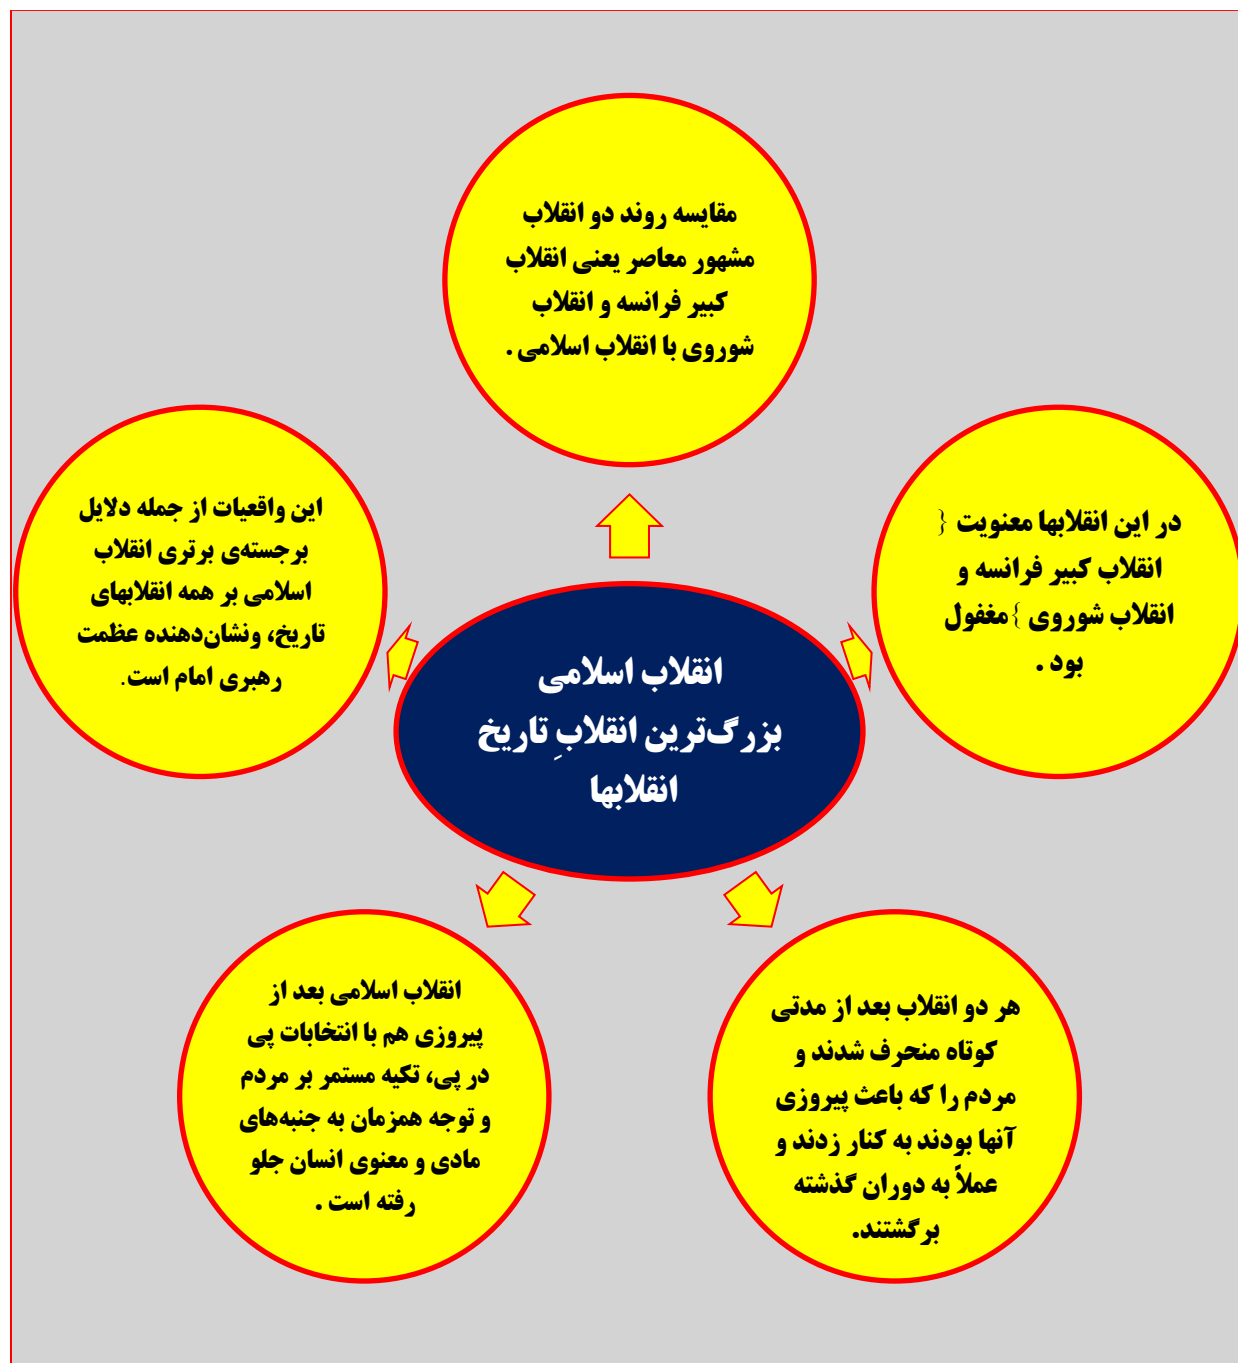 مقایسه روند دو انقلاب
مشهور معاصر یعنی انقلاب
کبیر فرانسه و انقلاب
شوروی با انقلاب اسلامی .
در این انقلابها معنویت {
انقلاب کبیر فرانسه و
انقلاب شوروی }مغفول
بود .
هر دو انقلاب بعد از مدتی
کوتاه منحرف شدند و
مردم را که باعث پیروزی
آنها بودند به کنار زدند و
عملاً به دوران گذشته
برگشتند.
انقلاب اسلامی بعد از
پیروزی هم با انتخابات پی
در پی، تکیه مستمر بر مردم
و توجه همزمان به جنبه‌های
مادی و معنوی انسان جلو
رفته است .
این واقعیات از جمله دلایل
برجسته‌ی برتری انقلاب
اسلامی بر همه انقلابهای
تاریخ، ونشان‌دهنده عظمت
رهبری امام است.
انقلاب اسلامی
بزرگ‌ترین انقلابِ تاریخ
انقلابها